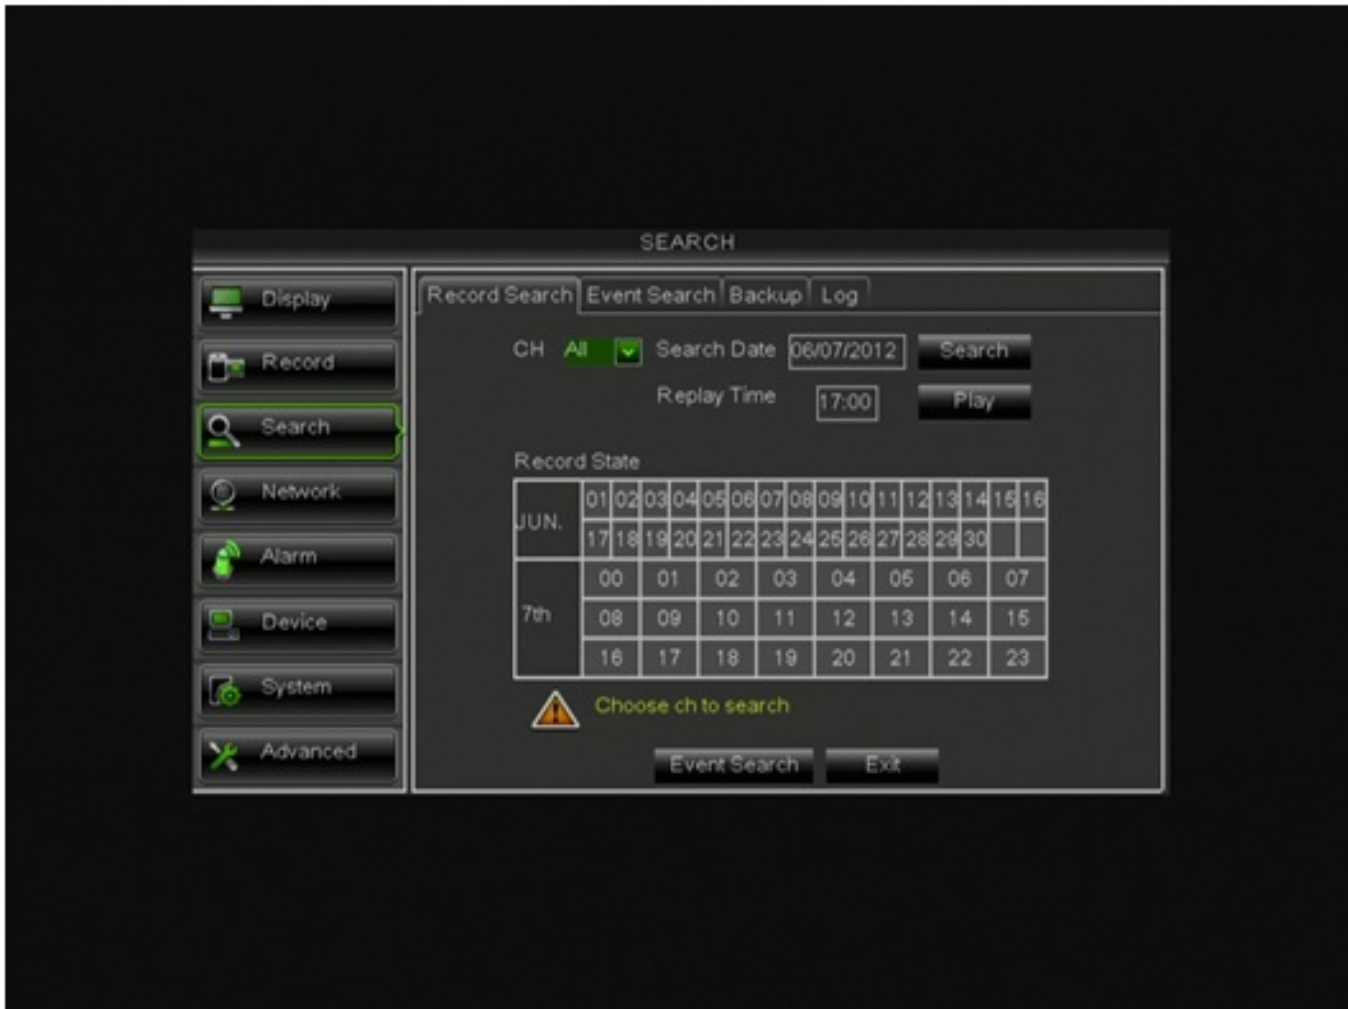 SEARCH
Display
Record
Search
Network
Alarm
Device
System
Advanced
Record Search Event Search Backup Log
CH All Search Date 06/07/2012 Search
Replay Time 17:00 Play
Record State
JUN.
01 02 03 04 05 06 07 08 09 10 11 12 13 14 15 16
17 18 19 20 21 22 23 24 25 26 27 28 29 30
7th
00 01 02 03 04 05 06 07
08 09 10 11 12 13 14 15
16 17 18 19 20 21 22 23
Choose ch to search
Event Search Exit